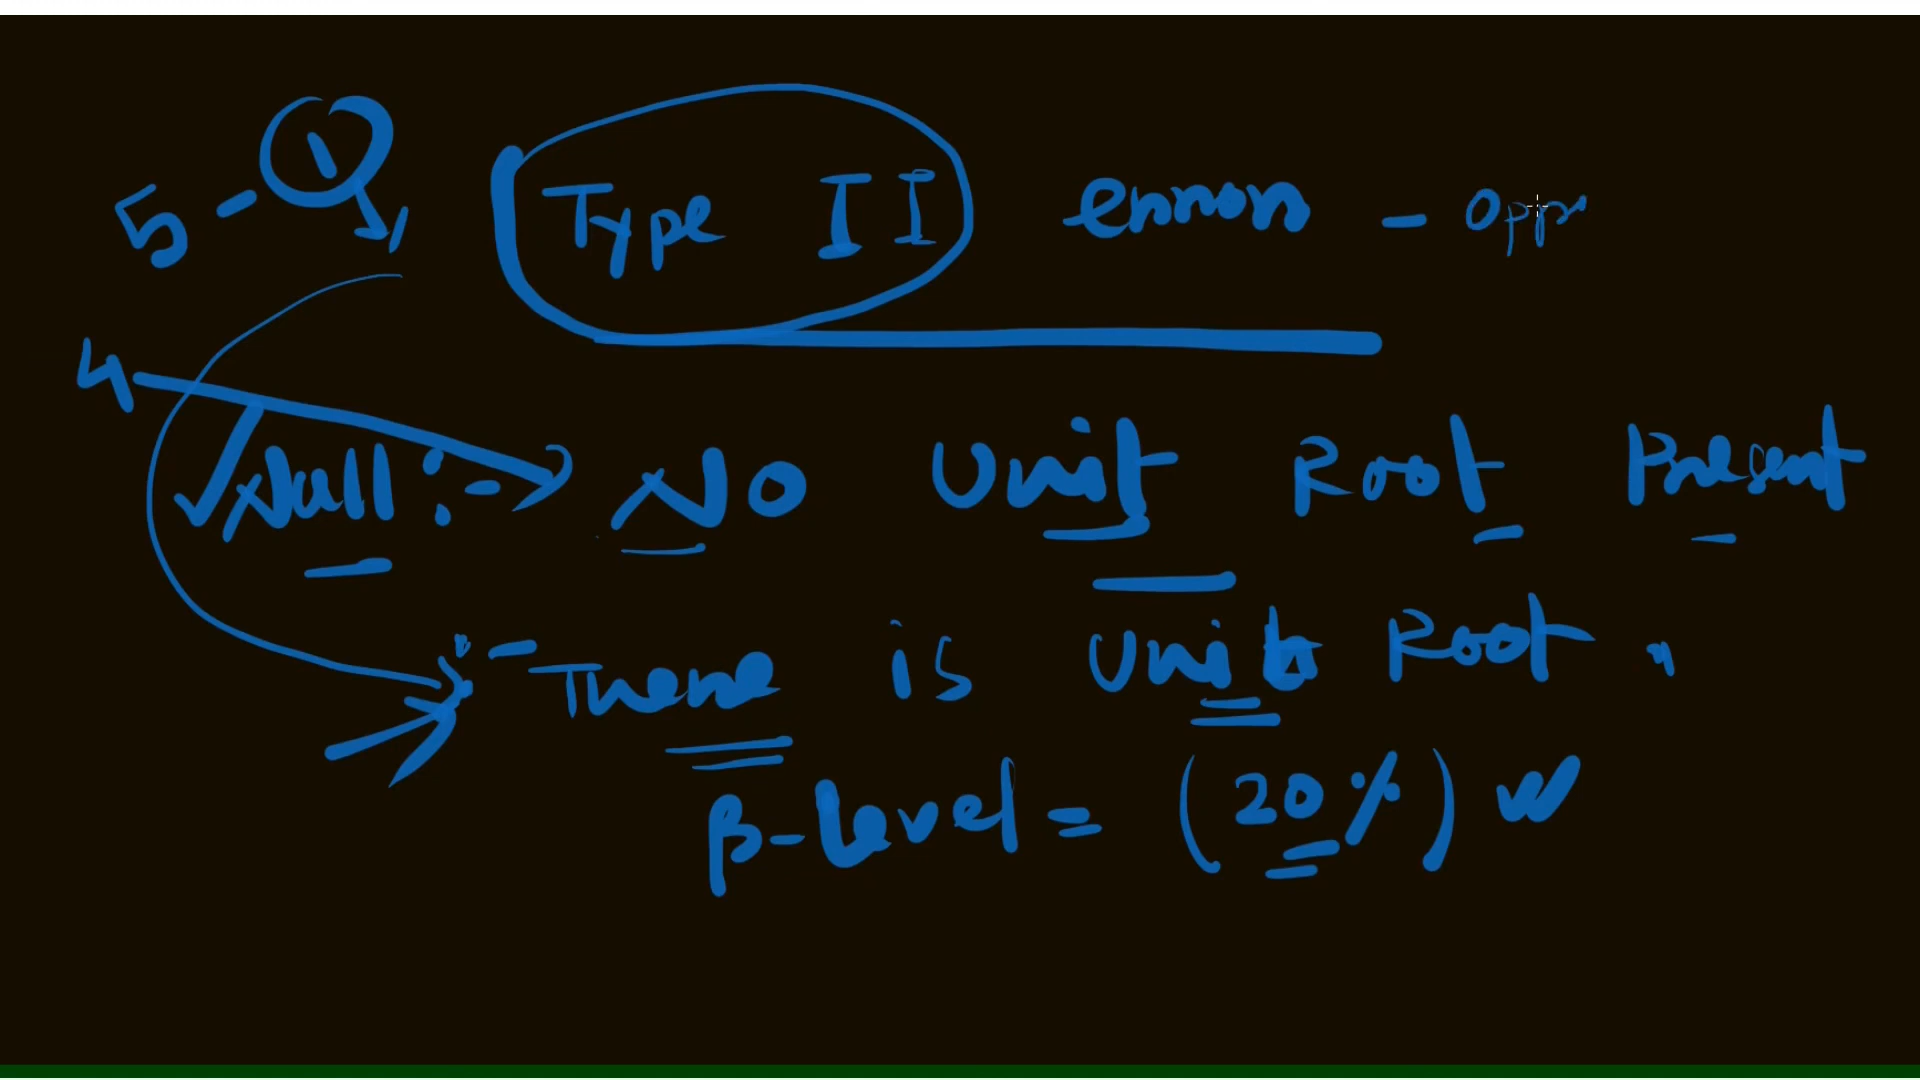 5 - 1 Type II error - opp
4
Null :- No Unit Root Present
:- There is Unit Root "
β-Level = (20%)